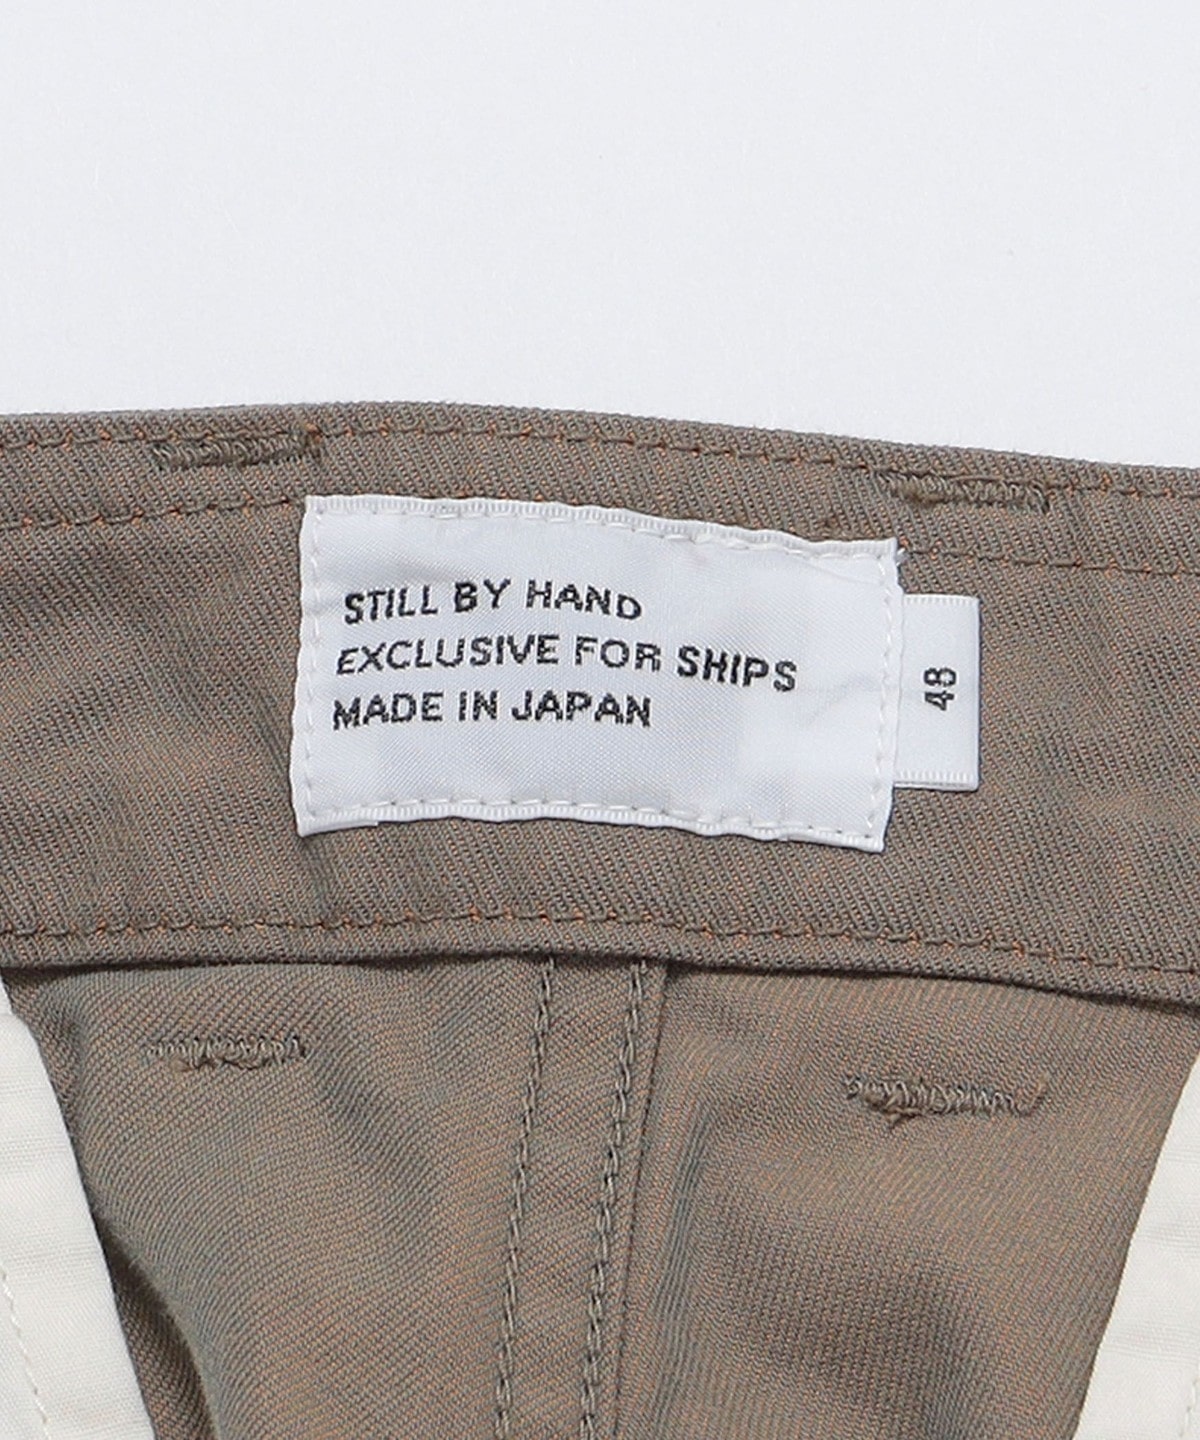 STILL BY HAND
EXCLUSIVE FOR SHIPS
MADE IN JAPAN
48